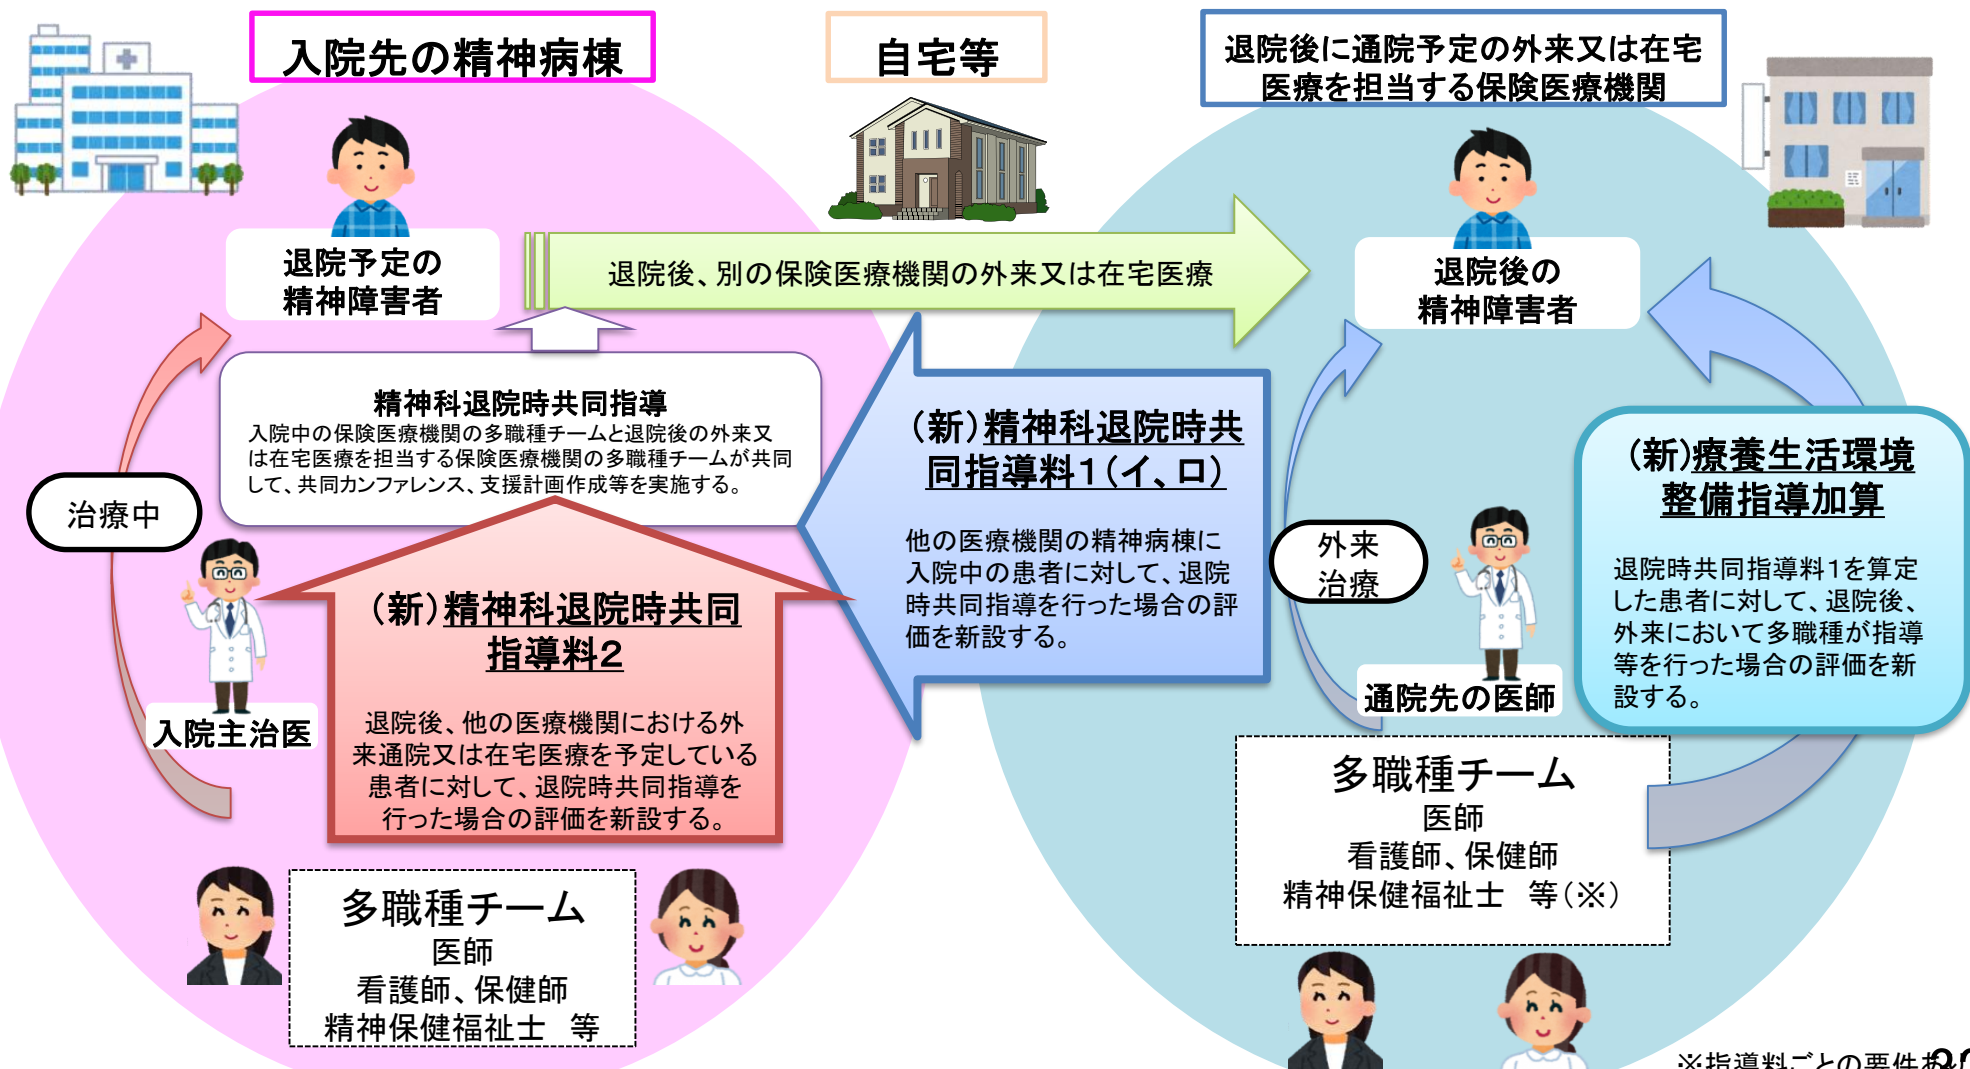 入院先の精神病棟
自宅等
退院後に通院予定の外来又は在宅
医療を担当する保険医療機関
退院予定の
精神障害者
退院後、別の保険医療機関の外来又は在宅医療
退院後の
精神障害者
精神科退院時共同指導
入院中の保険医療機関の多職種チームと退院後の外来又
は在宅医療を担当する保険医療機関の多職種チームが共同
して、共同カンファレンス、支援計画作成等を実施する。
治療中
入院主治医
（新）精神科退院時共同
指導料2
退院後、他の医療機関における外
来通院又は在宅医療を予定している
患者に対して、退院時共同指導を
行った場合の評価を新設する。
多職種チーム
医師
看護師、保健師
精神保健福祉士　等
（新）精神科退院時共
同指導料1（イ、ロ）
他の医療機関の精神病棟に
入院中の患者に対して、退院
時共同指導を行った場合の評
価を新設する。
外来
治療
通院先の医師
（新）療養生活環境
整備指導加算
退院時共同指導料1を算定
した患者に対して、退院後、
外来において多職種が指導
等を行った場合の評価を新
設する。
多職種チーム
医師
看護師、保健師
精神保健福祉士　等（※）
※指導料ごとの要件